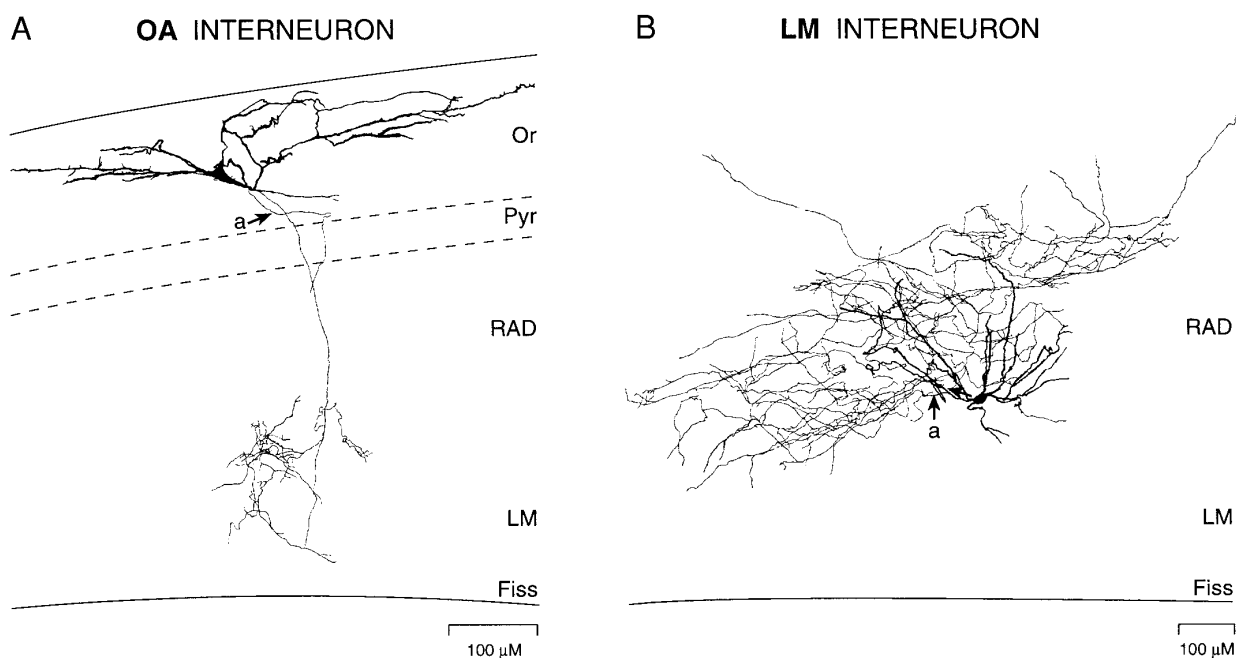 A
OA INTERNEURON
Or
a
Pyr
RAD
LM
Fiss
100 μM
B
LM INTERNEURON
RAD
a
LM
Fiss
100 μM